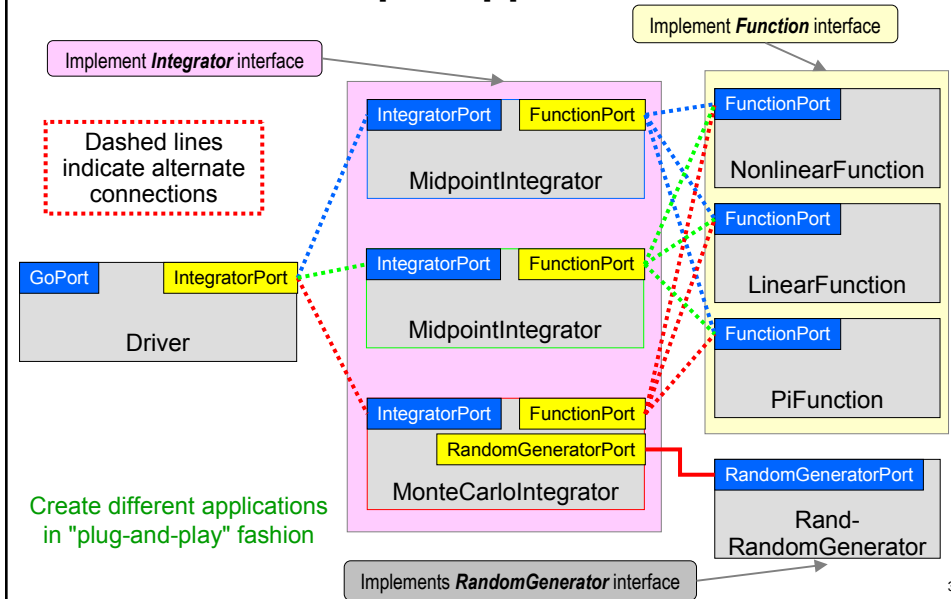 Implement Integrator interface
Implement Function interface
Dashed lines
indicate alternate
connections
IntegratorPort
FunctionPort
MidpointIntegrator
FunctionPort
NonlinearFunction
GoPort
IntegratorPort
Driver
IntegratorPort
FunctionPort
MidpointIntegrator
FunctionPort
LinearFunction
FunctionPort
PiFunction
IntegratorPort
FunctionPort
RandomGeneratorPort
MonteCarloIntegrator
RandomGeneratorPort
Rand-
RandomGenerator
Create different applications
in "plug-and-play" fashion
Implements RandomGenerator interface